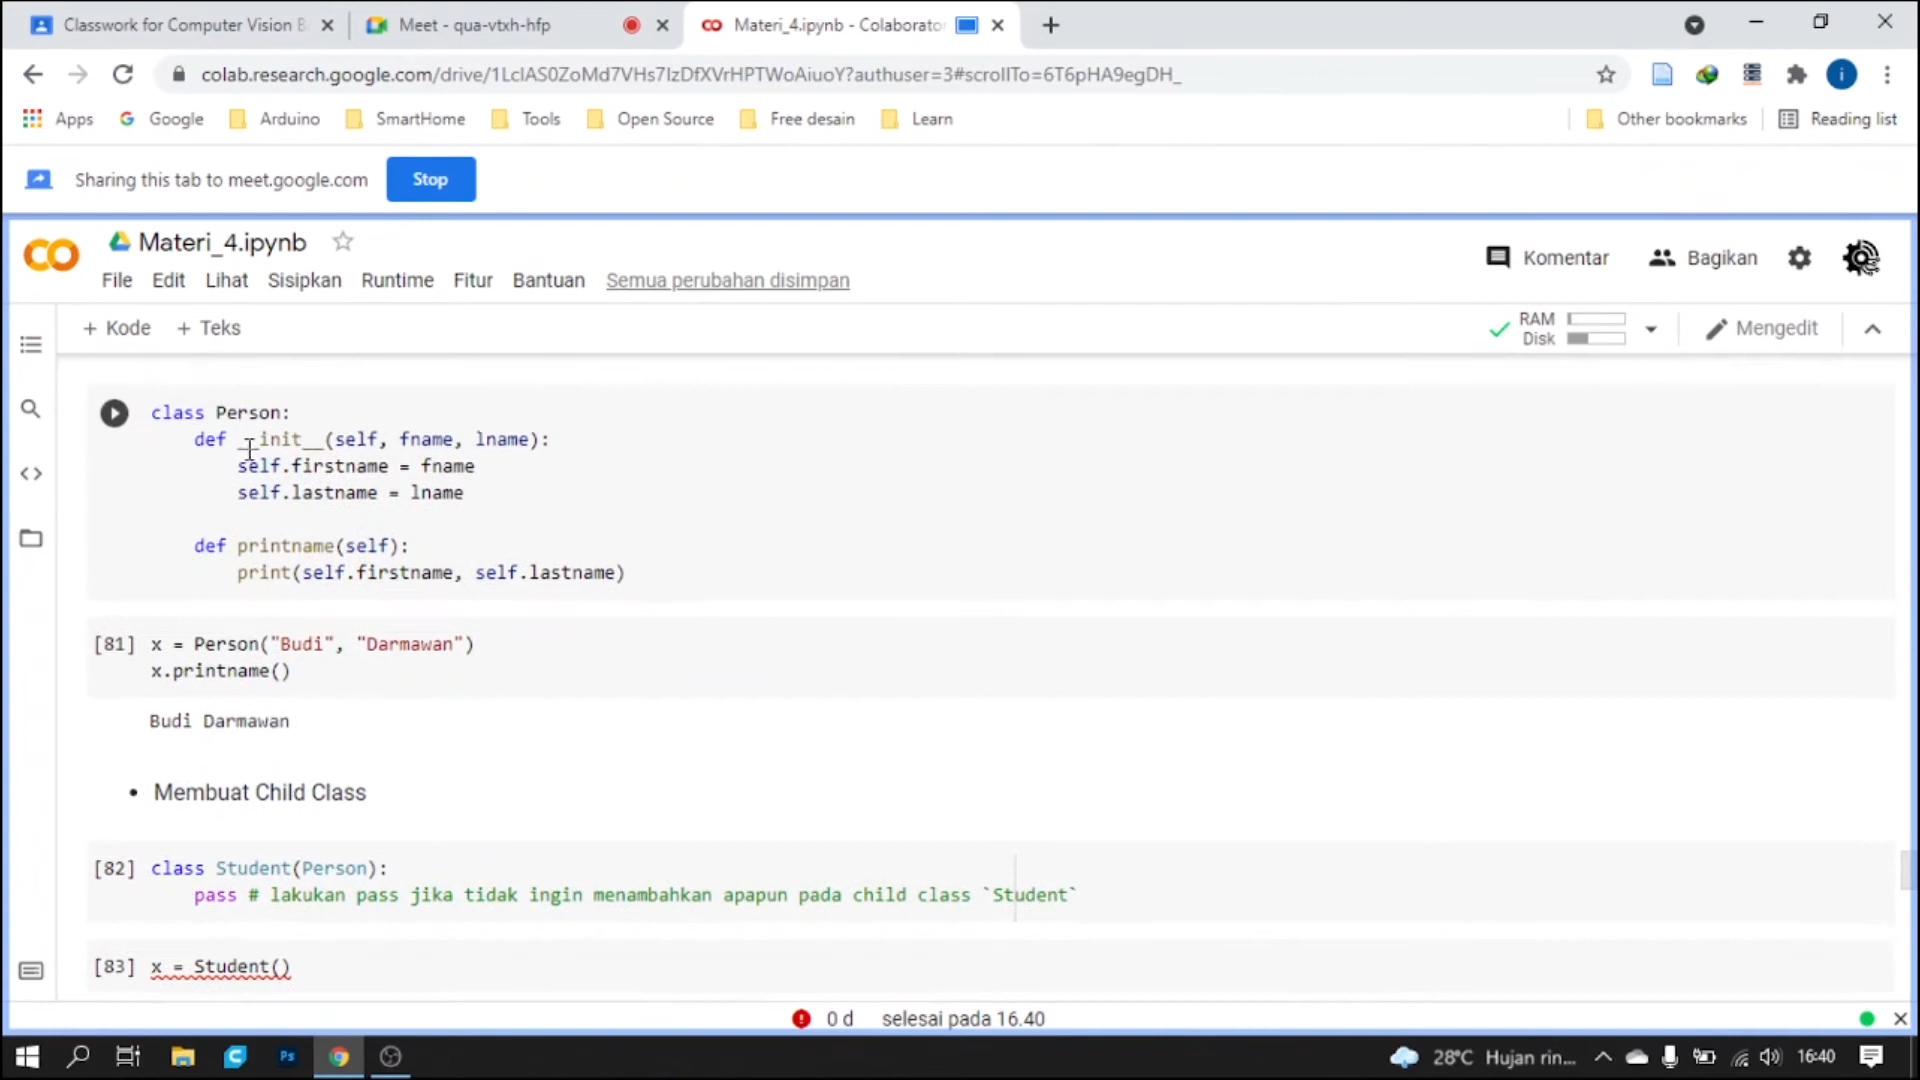 Classwork for Computer Vision B
Meet - qua-vtxh-hfp
Materi_4.ipynb - Colaborator
colab.research.google.com/drive/1LclAS0ZoMd7VHs7IzDfXVrHPTWoAiuoY?authuser=3#scrollTo=6T6pHA9egDH_
i
Apps
Google
Arduino
SmartHome
Tools
Open Source
Free desain
Learn
Other bookmarks
Reading list
Sharing this tab to meet.google.com
Stop
Materi_4.ipynb
Komentar
Bagikan
File
Edit
Lihat
Sisipkan
Runtime
Fitur
Bantuan
Semua perubahan disimpan
+ Kode
+ Teks
RAM
Disk
Mengedit
class Person:
def __init__(self, fname, lname):
self.firstname = fname
self.lastname = lname
def printname(self):
print(self.firstname, self.lastname)
[81] x = Person("Budi", "Darmawan")
x.printname()
Budi Darmawan
• Membuat Child Class
[82] class Student(Person):
pass # lakukan pass jika tidak ingin menambahkan apapun pada child class `Student`
[83] x = Student()
0 d
selesai pada 16.40
Ps
28°C Hujan rin...
16:40